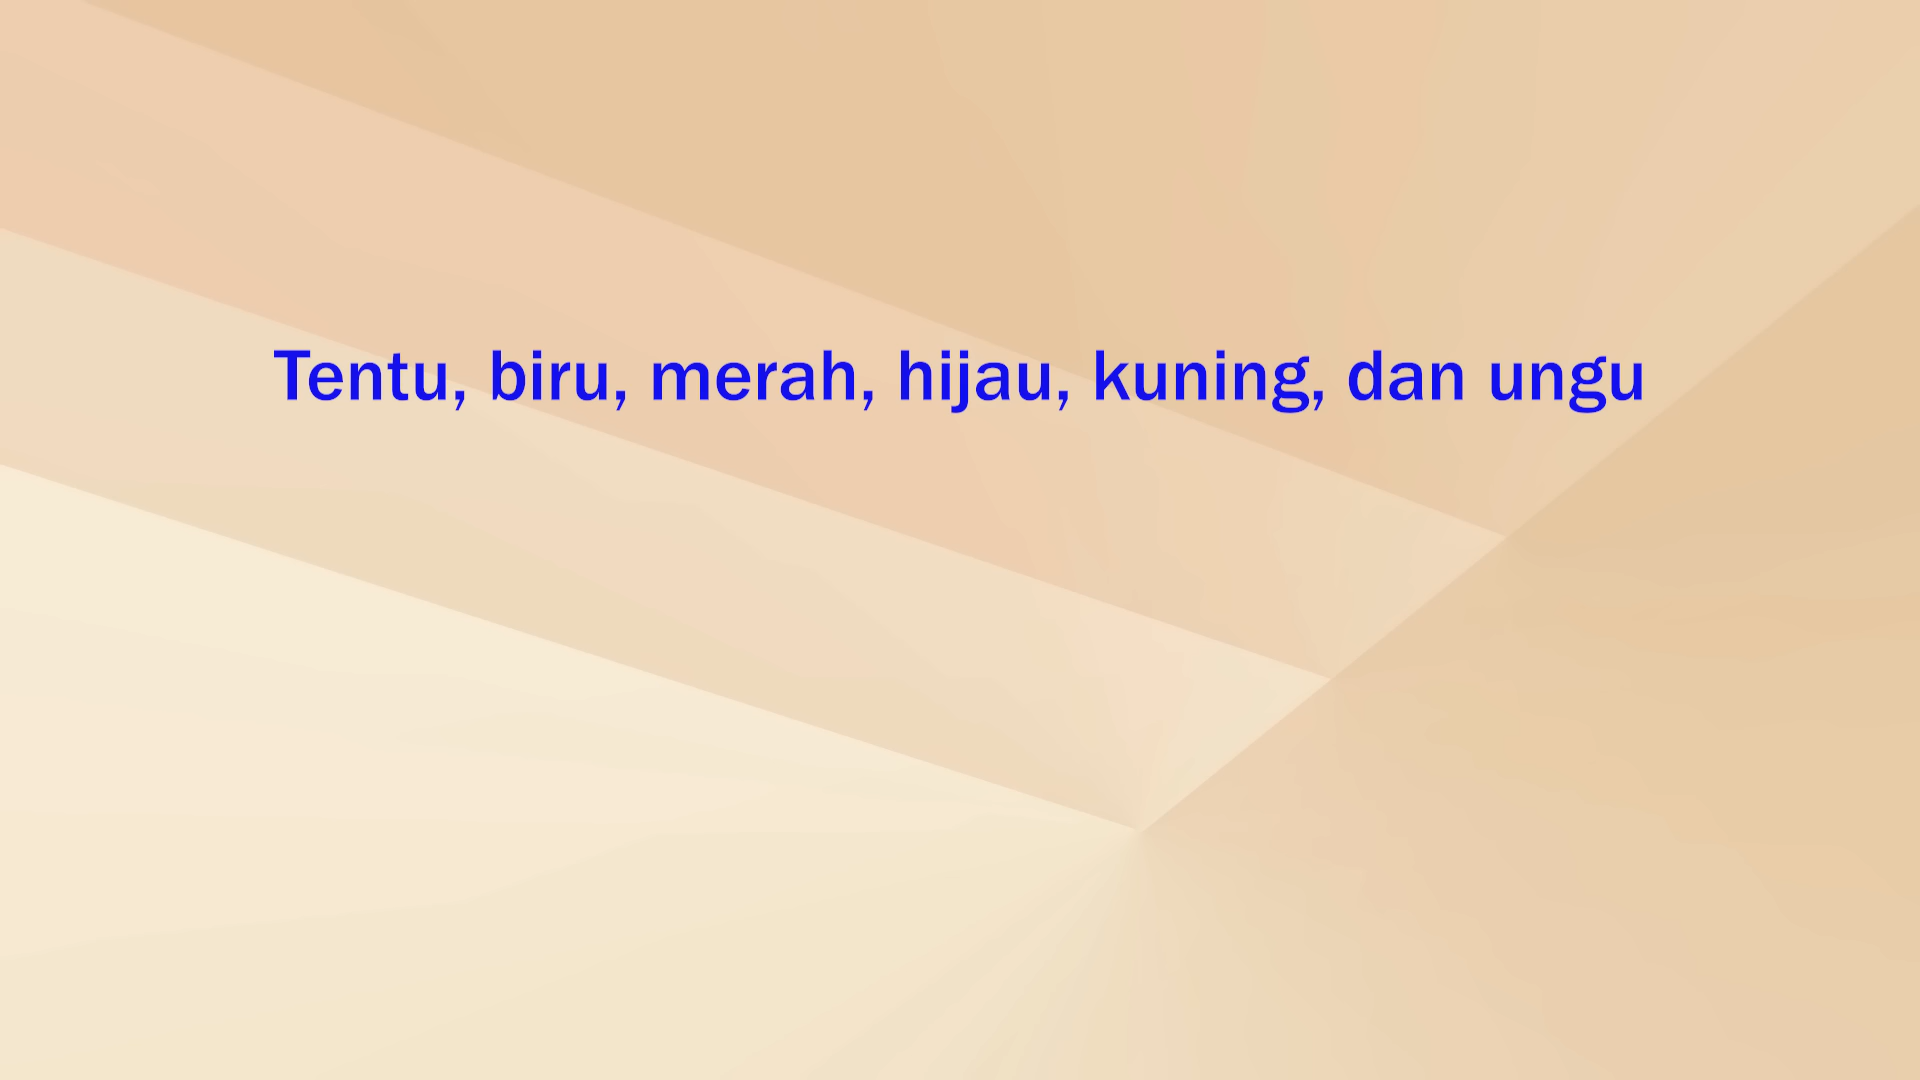 Tentu, biru, merah, hijau, kuning, dan ungu